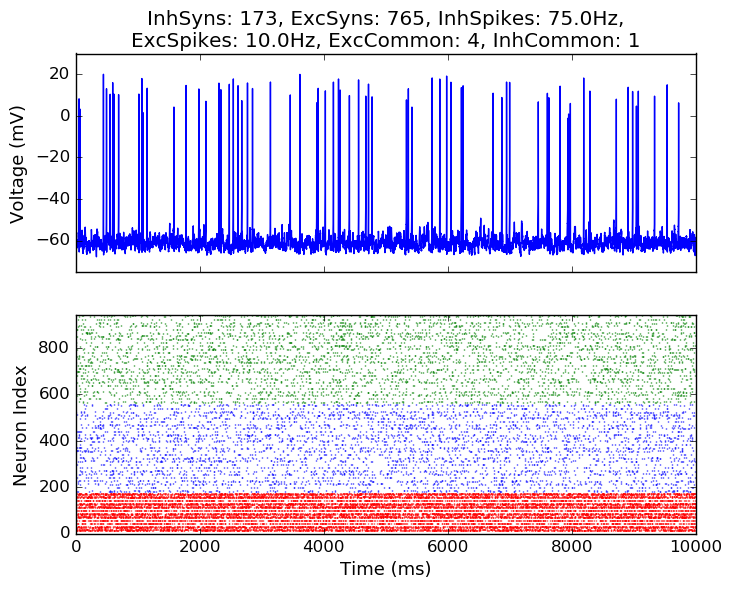 InhSyns: 173, ExcSyns: 765, InhSpikes: 75.0Hz,
ExcSpikes: 10.0Hz, ExcCommon: 4, InhCommon: 1
20
0
−20
−40
−60
Voltage (mV)
800
600
400
200
0
Neuron Index
0 2000 4000 6000 8000 10000
Time (ms)